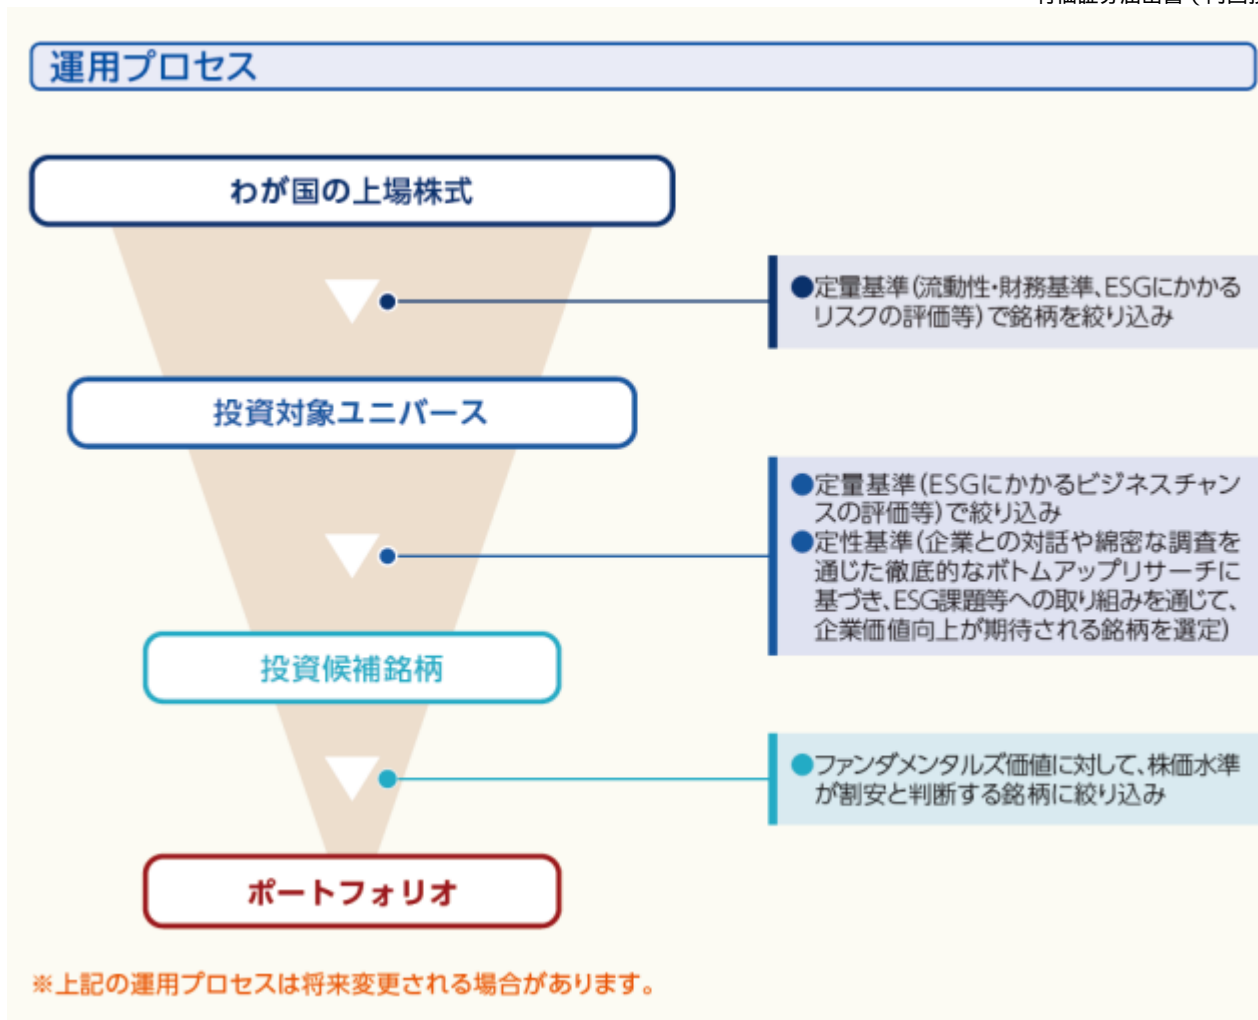 運用プロセス
わが国の上場株式
●定量基準(流動性・財務基準、ESGにかかる
リスクの評価等)で銘柄を絞り込み
投資対象ユニバース
●定量基準(ESGにかかるビジネスチャン
スの評価等)で絞り込み
●定性基準(企業との対話や綿密な調査を
通じた徹底的なボトムアップリサーチに
基づき、ESG課題等への取り組みを通じて、
企業価値向上が期待される銘柄を選定)
投資候補銘柄
●ファンダメンタルズ価値に対して、株価水準
が割安と判断する銘柄に絞り込み
ポートフォリオ
※上記の運用プロセスは将来変更される場合があります。